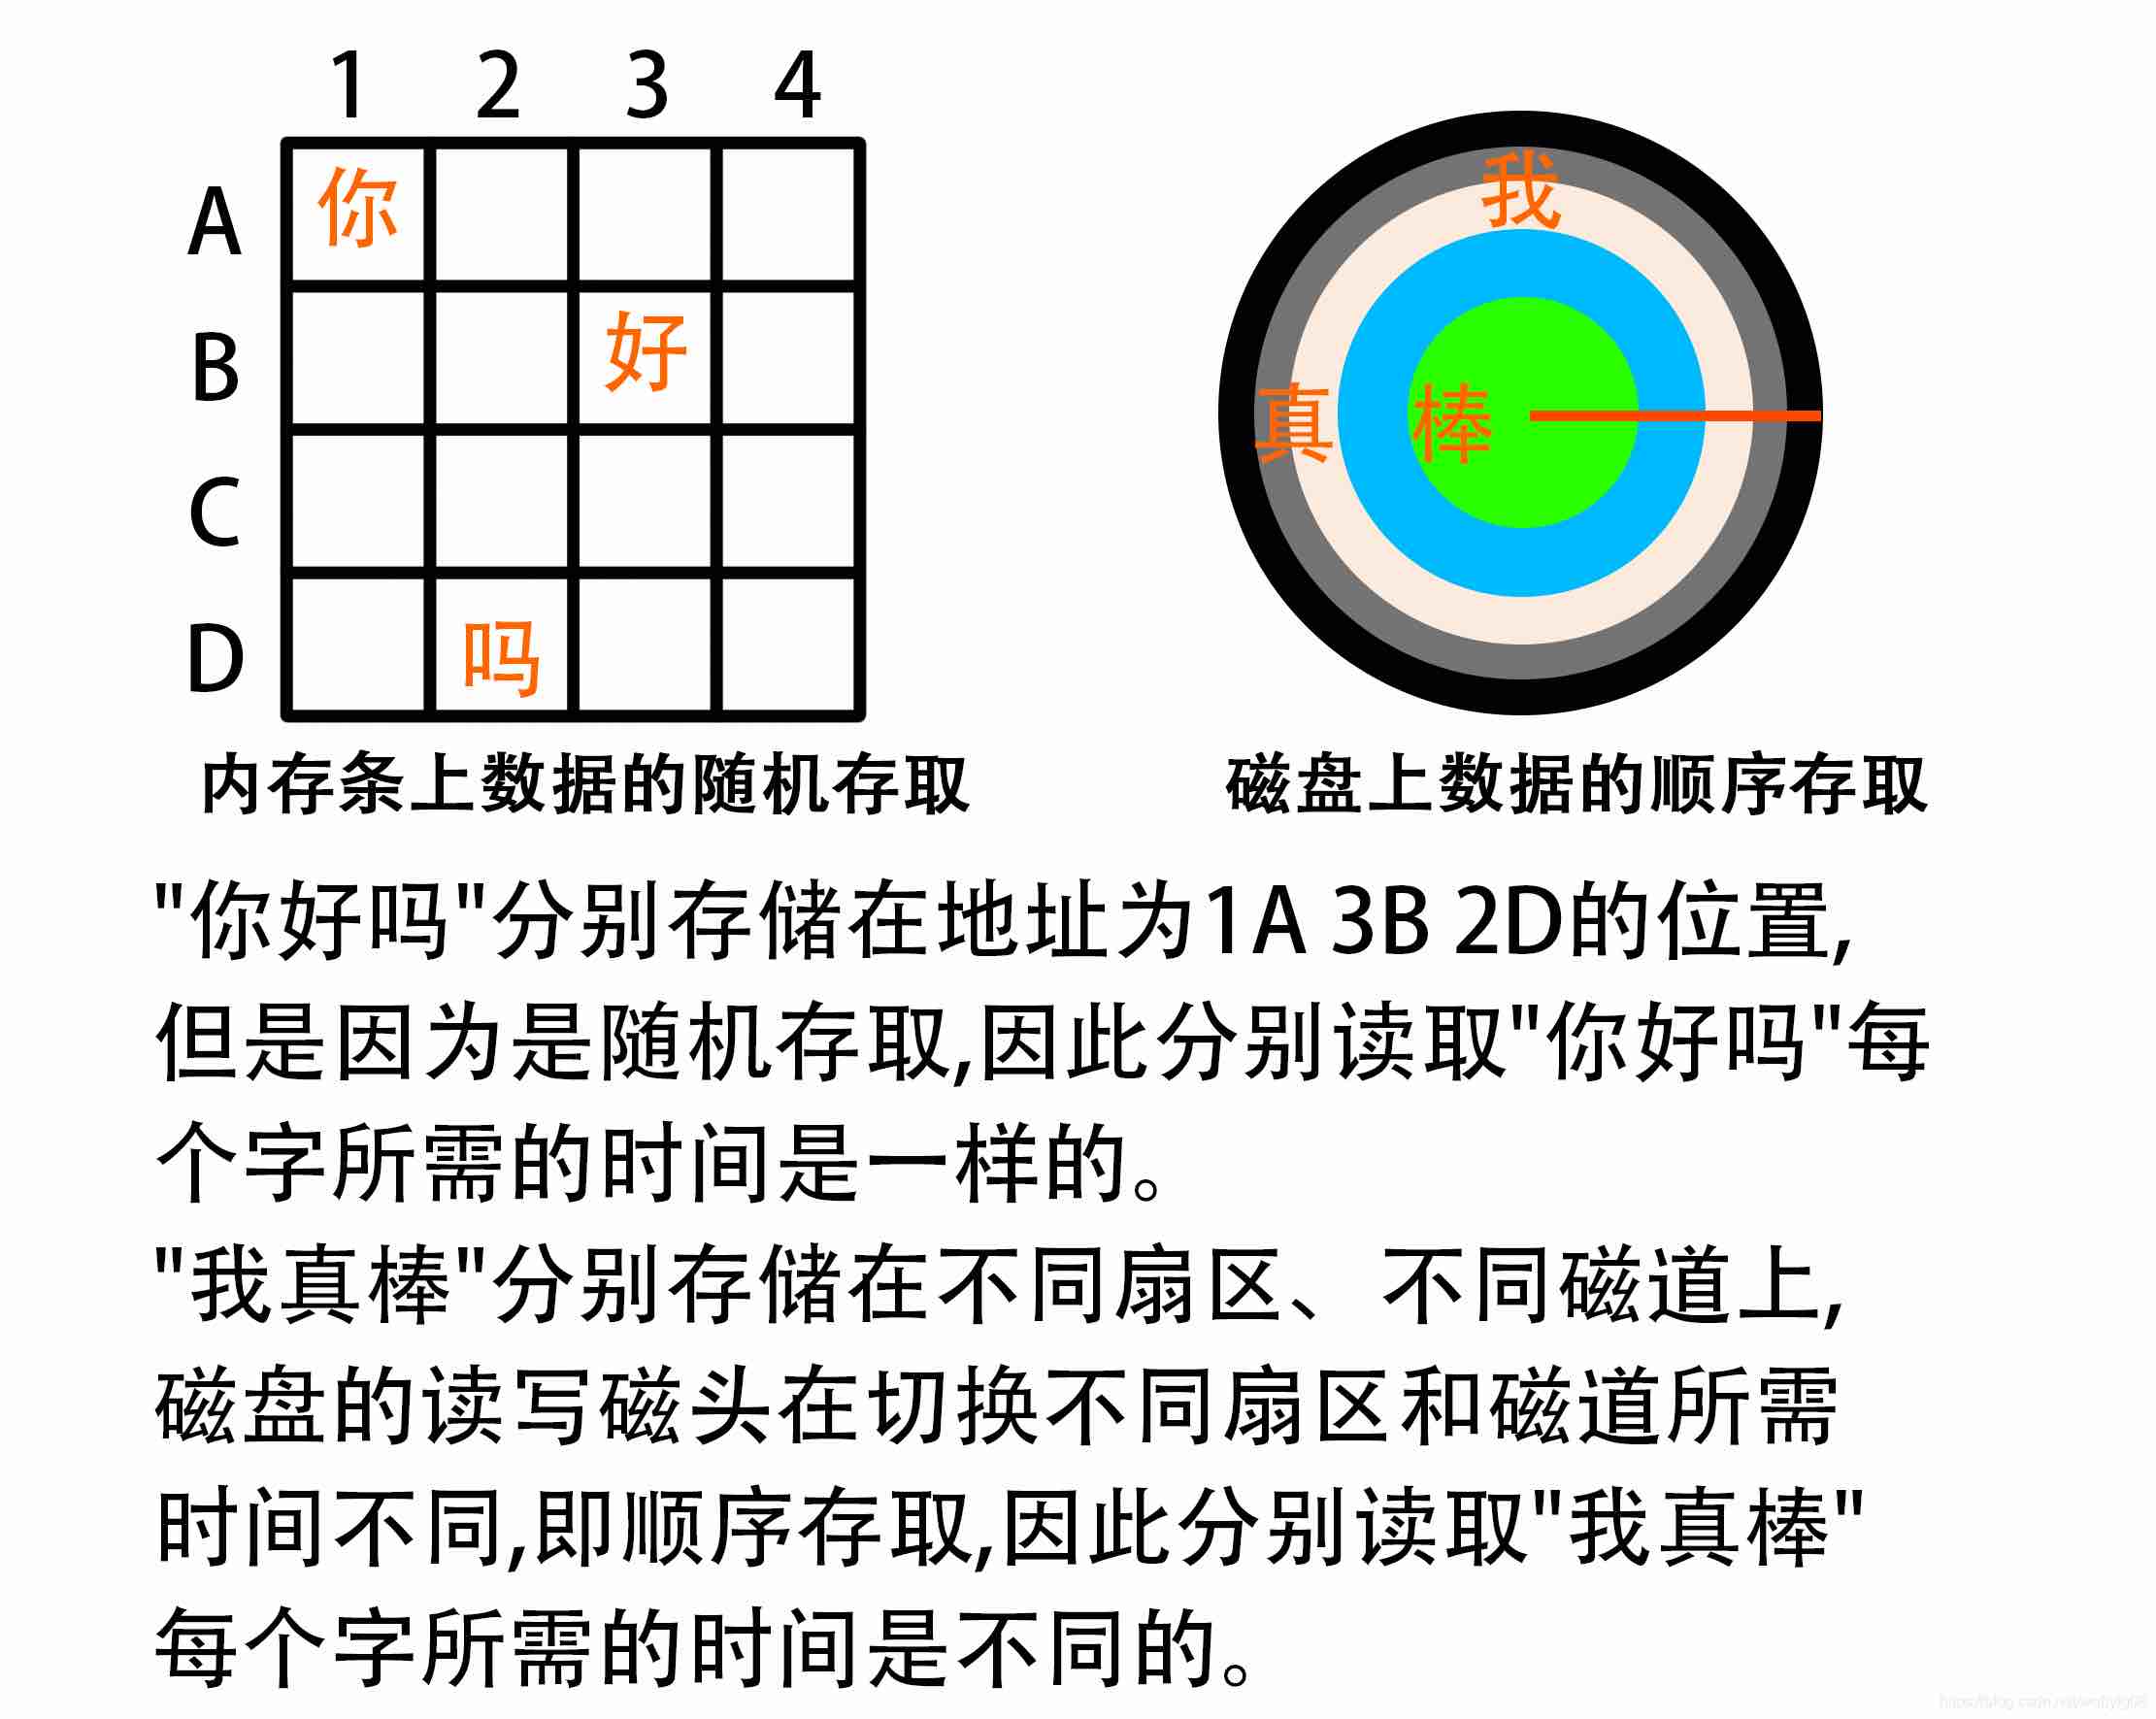 1 2 3 4
A 你
B 好
C
D 吗
我
真 棒
内存条上数据的随机存取
磁盘上数据的顺序存取
"你好吗"分别存储在地址为1A 3B 2D的位置,
但是因为是随机存取,因此分别读取"你好吗"每
个字所需的时间是一样的。
"我真棒"分别存储在不同扇区、不同磁道上,
磁盘的读写磁头在切换不同扇区和磁道所需
时间不同,即顺序存取,因此分别读取"我真棒"
每个字所需的时间是不同的。